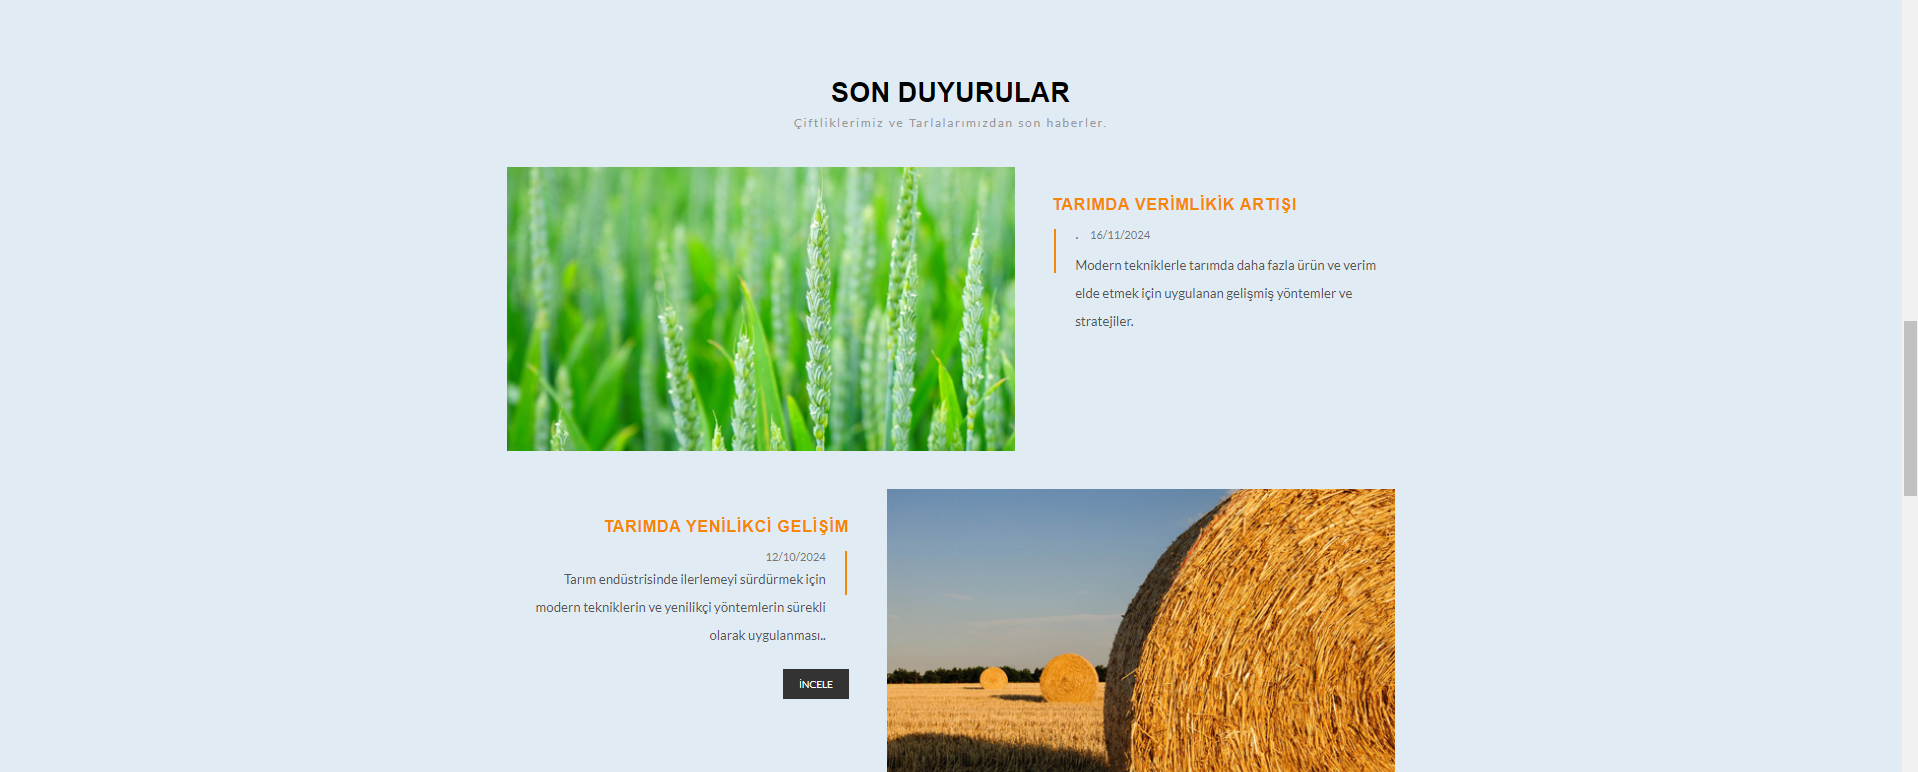 SON DUYURULAR
Çiftliklerimiz ve Tarlalarımızdan son haberler.
TARIMDA VERİMLİKİK ARTIŞI
. 16/11/2024
Modern tekniklerle tarımda daha fazla ürün ve verim
elde etmek için uygulanan gelişmiş yöntemler ve
stratejiler.
TARIMDA YENİLİKCİ GELİŞİM
12/10/2024
Tarım endüstrisinde ilerlemeyi sürdürmek için
modern tekniklerin ve yenilikçi yöntemlerin sürekli
olarak uygulanması..
İNCELE